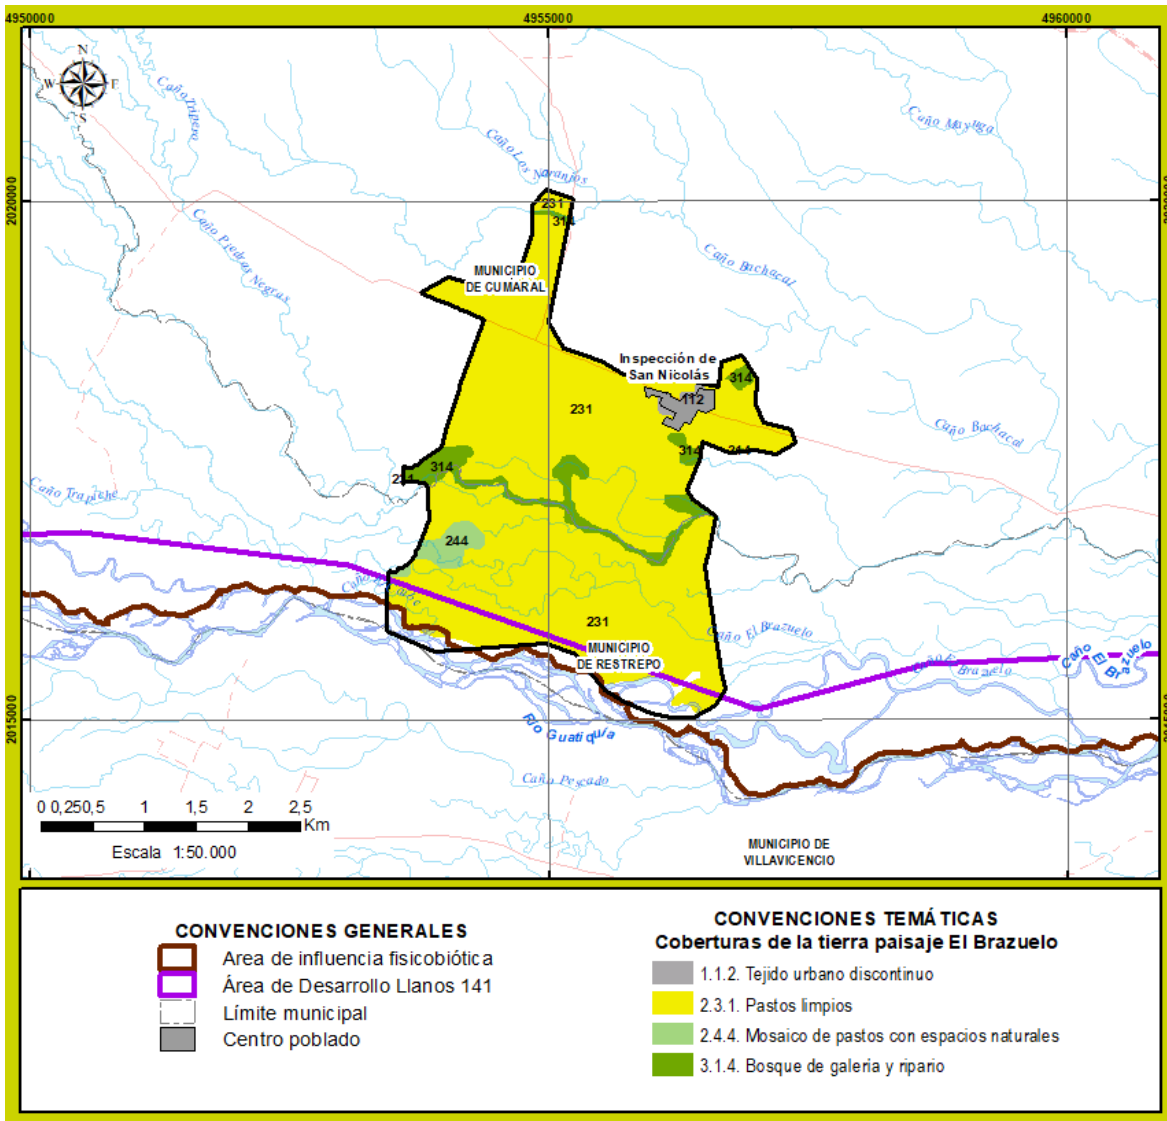 4950000
4955000
4960000
N
W
E
S
Caño Tripero
Caño Mayuga
Caño Los Naranjos
2020000
231
314
Caño Piedras Negras
Caño Bachacal
MUNICIPIO
DE CUMARAL
Inspección de
San Nicolás
314
112
231
Caño Bachacal
314
314
231
Caño Trapiche
244
231
Caño El Brazuelo
MUNICIPIO
DE RESTREPO
Caño
El Brazuelo
Caño El Brazuelo
2015000
Río Guatiquía
Caño Pescado
0 0,250,5 1 1,5 2 2,5
Km
Escala 1:50.000
MUNICIPIO DE
VILLAVICENCIO
CONVENCIONES GENERALES
Area de influencia fisicobiótica
Área de Desarrollo Llanos 141
Límite municipal
Centro poblado
CONVENCIONES TEMÁTICAS
Coberturas de la tierra paisaje El Brazuelo
1.1.2. Tejido urbano discontinuo
2.3.1. Pastos limpios
2.4.4. Mosaico de pastos con espacios naturales
3.1.4. Bosque de galería y ripario